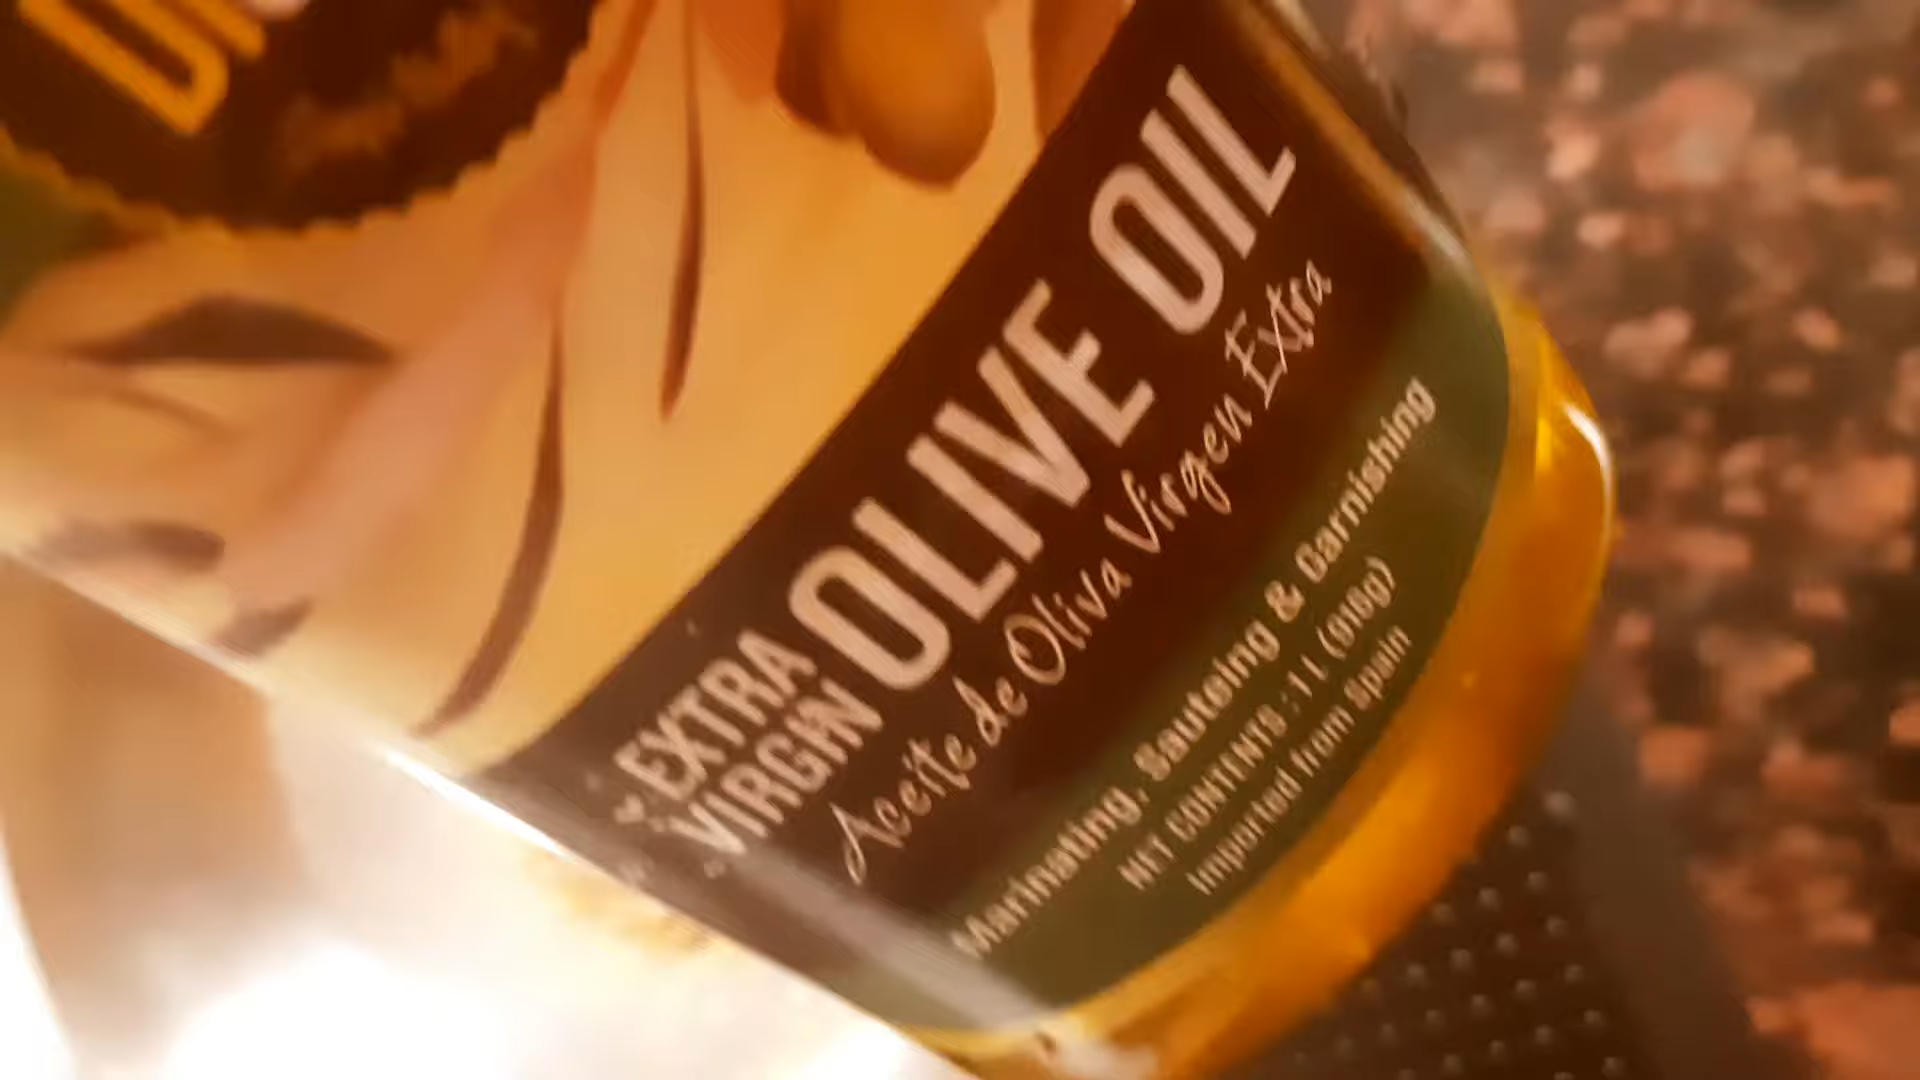 EXTRA
VIRGIN
OLIVE OIL
Aceite de Oliva Virgen Extra
Marinating, Sauteing & Garnishing
NET CONTENTS : 1 L (916g)
Imported from Spain